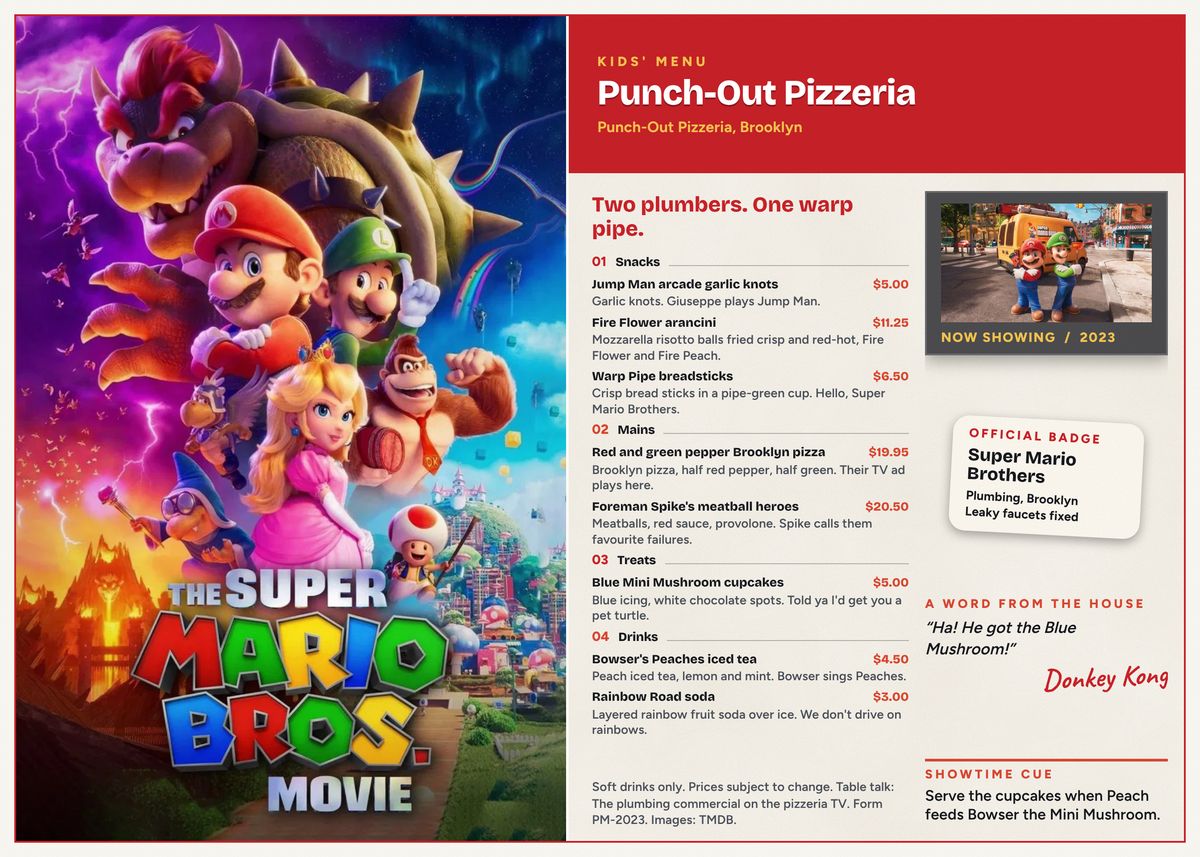 THE SUPER
MARIO
BROS.
MOVIE
KIDS' MENU
Punch-Out Pizzeria
Punch-Out Pizzeria, Brooklyn
Two plumbers. One warp
pipe.
01 Snacks
Jump Man arcade garlic knots $5.00
Garlic knots. Giuseppe plays Jump Man.
Fire Flower arancini $11.25
Mozzarella risotto balls fried crisp and red-hot, Fire
Flower and Fire Peach.
Warp Pipe breadsticks $6.50
Crisp bread sticks in a pipe-green cup. Hello, Super
Mario Brothers.
02 Mains
Red and green pepper Brooklyn pizza $19.95
Brooklyn pizza, half red pepper, half green. Their TV ad
plays here.
Foreman Spike's meatball heroes $20.50
Meatballs, red sauce, provolone. Spike calls them
favourite failures.
03 Treats
Blue Mini Mushroom cupcakes $5.00
Blue icing, white chocolate spots. Told ya I'd get you a
pet turtle.
04 Drinks
Bowser's Peaches iced tea $4.50
Peach iced tea, lemon and mint. Bowser sings Peaches.
Rainbow Road soda $3.00
Layered rainbow fruit soda over ice. We don't drive on
rainbows.
Soft drinks only. Prices subject to change. Table talk:
The plumbing commercial on the pizzeria TV. Form
PM-2023. Images: TMDB.
NOW SHOWING / 2023
OFFICIAL BADGE
Super Mario
Brothers
Plumbing, Brooklyn
Leaky faucets fixed
A WORD FROM THE HOUSE
“Ha! He got the Blue
Mushroom!”
Donkey Kong
SHOWTIME CUE
Serve the cupcakes when Peach
feeds Bowser the Mini Mushroom.
M
L
DK